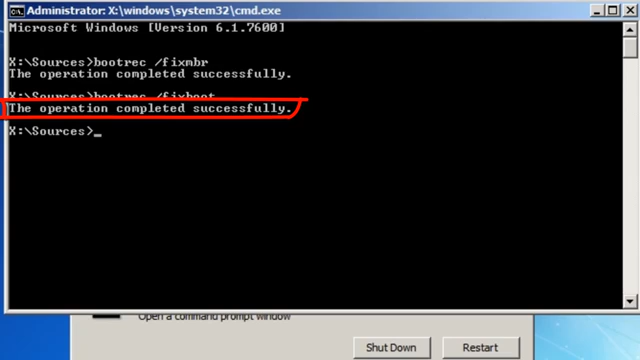 Administrator: X:\windows\system32\cmd.exe
Microsoft Windows [Version 6.1.7600]
X:\Sources>bootrec /fixmbr
The operation completed successfully.
X:\Sources>bootrec /fixboot
The operation completed successfully.
X:\Sources>_
Open a command prompt window
Shut Down
Restart